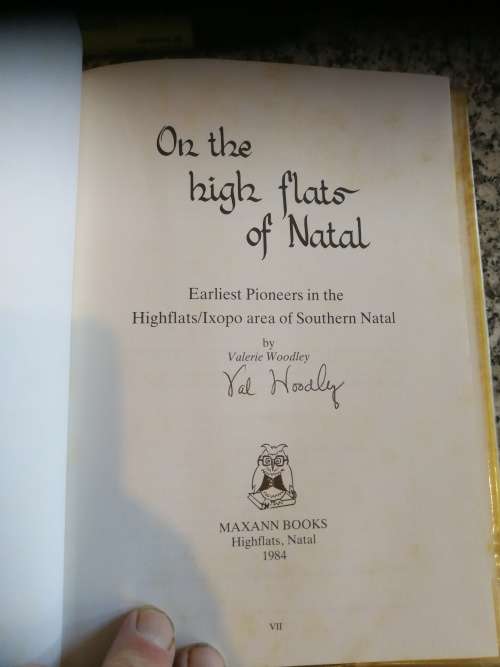 On the
high flats
of Natal
Earliest Pioneers in the
Highflats/Ixopo area of Southern Natal
by
Valerie Woodley
Val Woodley
MAXANN BOOKS
Highflats, Natal
1984
VII